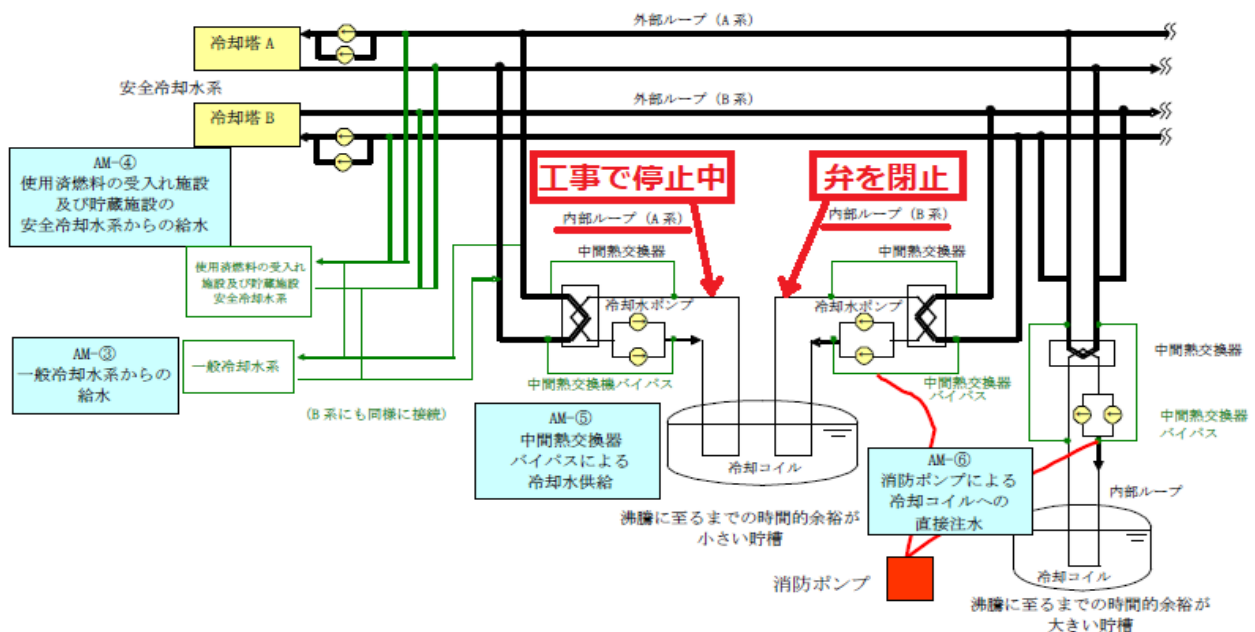 外部ループ（A 系）
冷却塔 A
安全冷却水系
外部ループ（B 系）
冷却塔 B
AM-④
使用済燃料の受入れ施設
及び貯蔵施設の
安全冷却水系からの給水
工事で停止中
弁を閉止
内部ループ（A 系）
内部ループ（B 系）
使用済燃料の受入れ
施設及び貯蔵施設
安全冷却水系
中間熱交換器
中間熱交換器
冷却水ポンプ
冷却水ポンプ
AM-③
一般冷却水系からの
給水
一般冷却水系
中間熱交換機バイパス
中間熱交換器
バイパス
中間熱交換器
中間熱交換器
バイパス
（B 系にも同様に接続）
AM-⑤
中間熱交換器
バイパスによる
冷却水供給
冷却コイル
AM-⑥
消防ポンプによる
冷却コイルへの
直接注水
内部ループ
沸騰に至るまでの時間的余裕が
小さい貯槽
消防ポンプ
冷却コイル
沸騰に至るまでの時間的余裕が
大きい貯槽